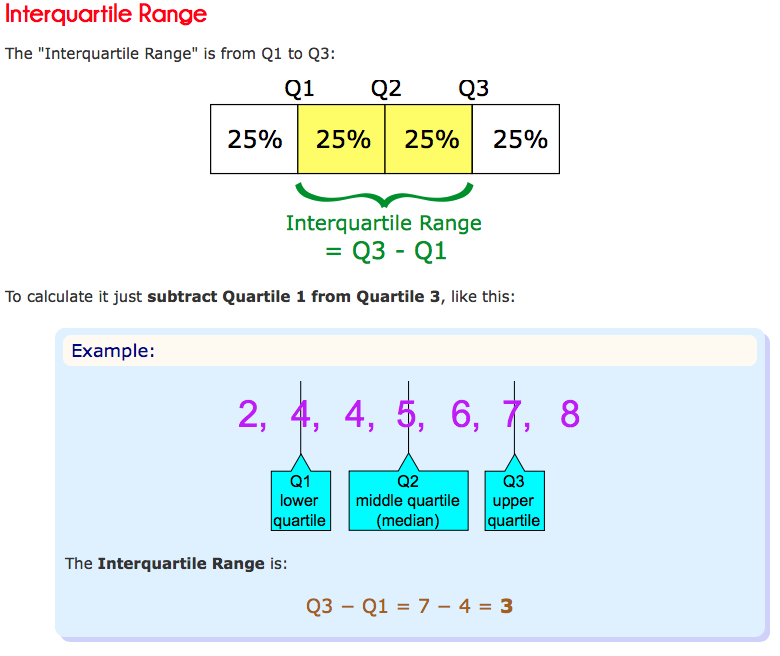 Interquartile Range
The "Interquartile Range" is from Q1 to Q3:
Q1 Q2 Q3
25% 25% 25% 25%
Interquartile Range
= Q3 - Q1
To calculate it just subtract Quartile 1 from Quartile 3, like this:
Example:
2, 4, 4, 5, 6, 7, 8
Q1
lower
quartile
Q2
middle quartile
(median)
Q3
upper
quartile
The Interquartile Range is:
Q3 − Q1 = 7 − 4 = 3